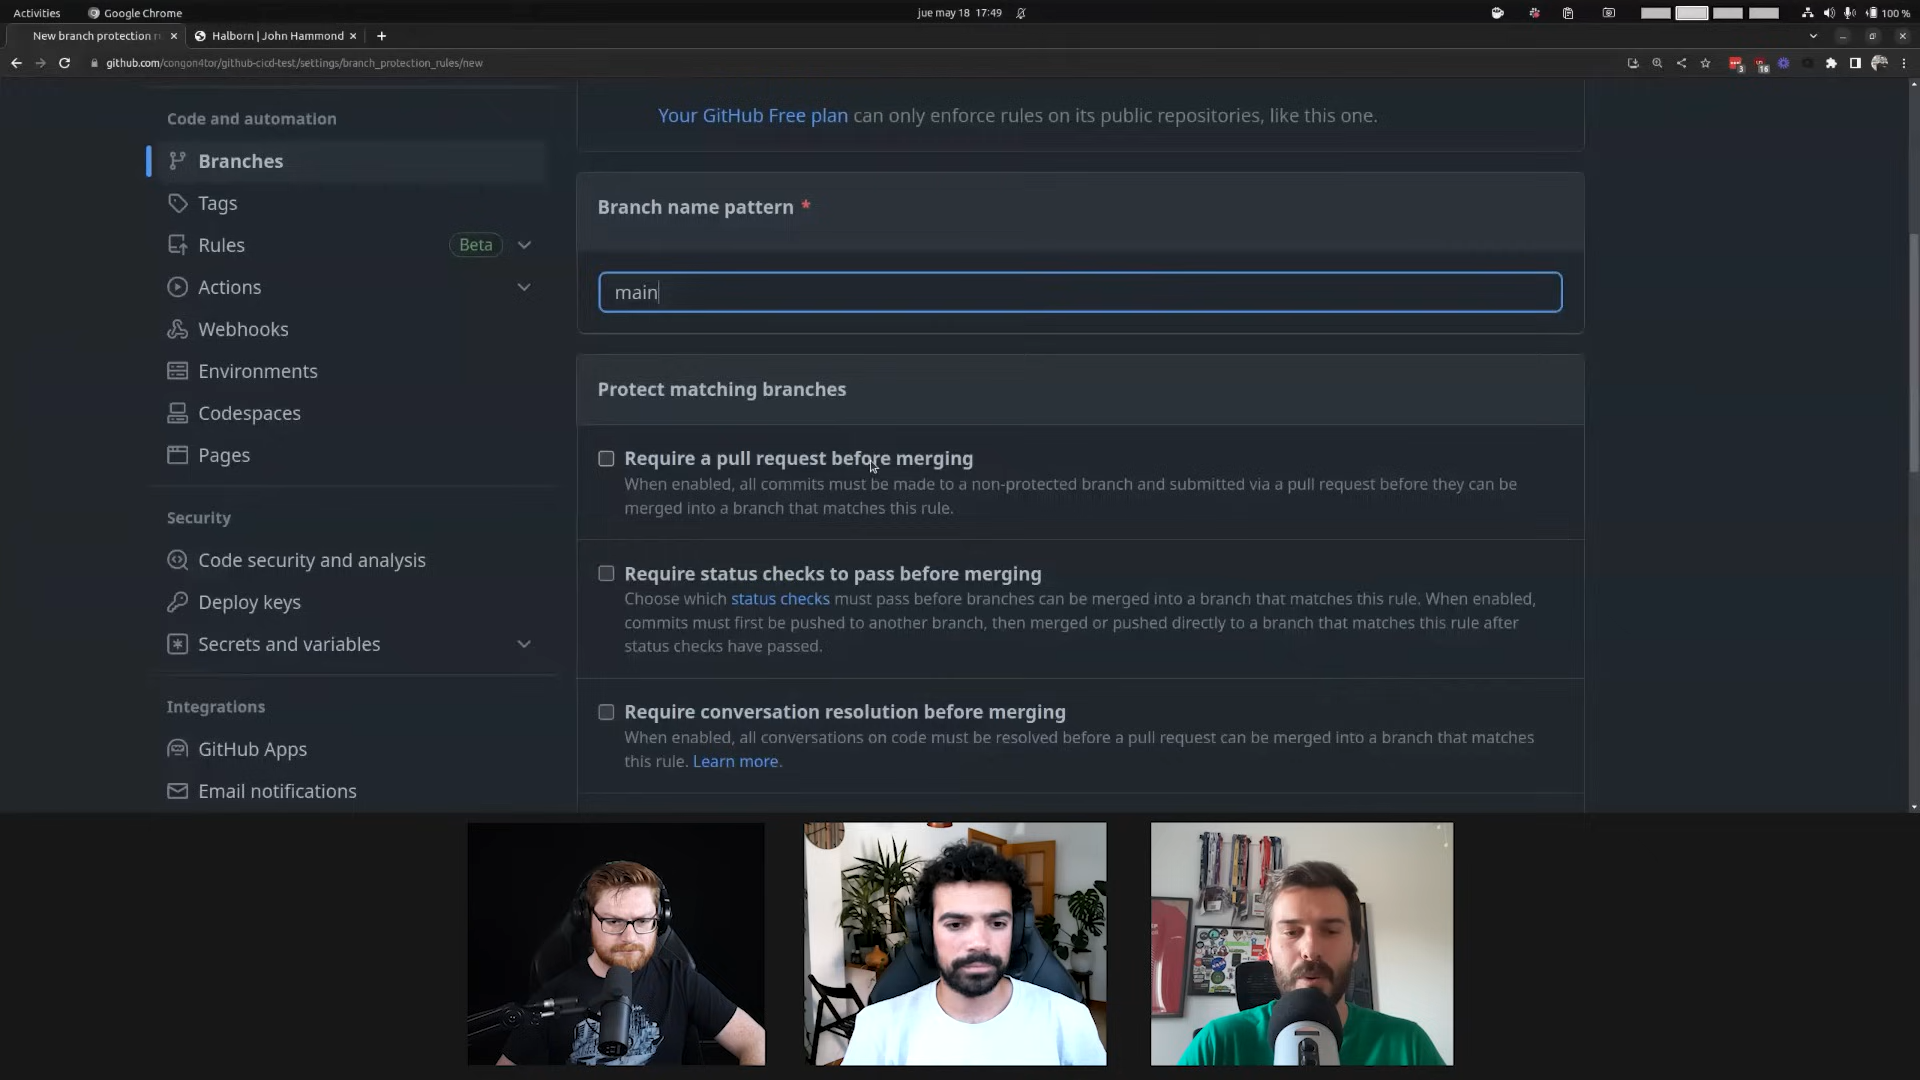 Activities
Google Chrome
jue may 18 17:49
100 %
New branch protection r
Halborn | John Hammond
github.com/congon4tor/github-cicd-test/settings/branch_protection_rules/new
3
16
Code and automation
Branches
Tags
Rules
Beta
Actions
Webhooks
Environments
Codespaces
Pages
Security
Code security and analysis
Deploy keys
Secrets and variables
Integrations
GitHub Apps
Email notifications
Your GitHub Free plan can only enforce rules on its public repositories, like this one.
Branch name pattern *
main
Protect matching branches
Require a pull request before merging
When enabled, all commits must be made to a non-protected branch and submitted via a pull request before they can be
merged into a branch that matches this rule.
Require status checks to pass before merging
Choose which status checks must pass before branches can be merged into a branch that matches this rule. When enabled,
commits must first be pushed to another branch, then merged or pushed directly to a branch that matches this rule after
status checks have passed.
Require conversation resolution before merging
When enabled, all conversations on code must be resolved before a pull request can be merged into a branch that matches
this rule. Learn more.